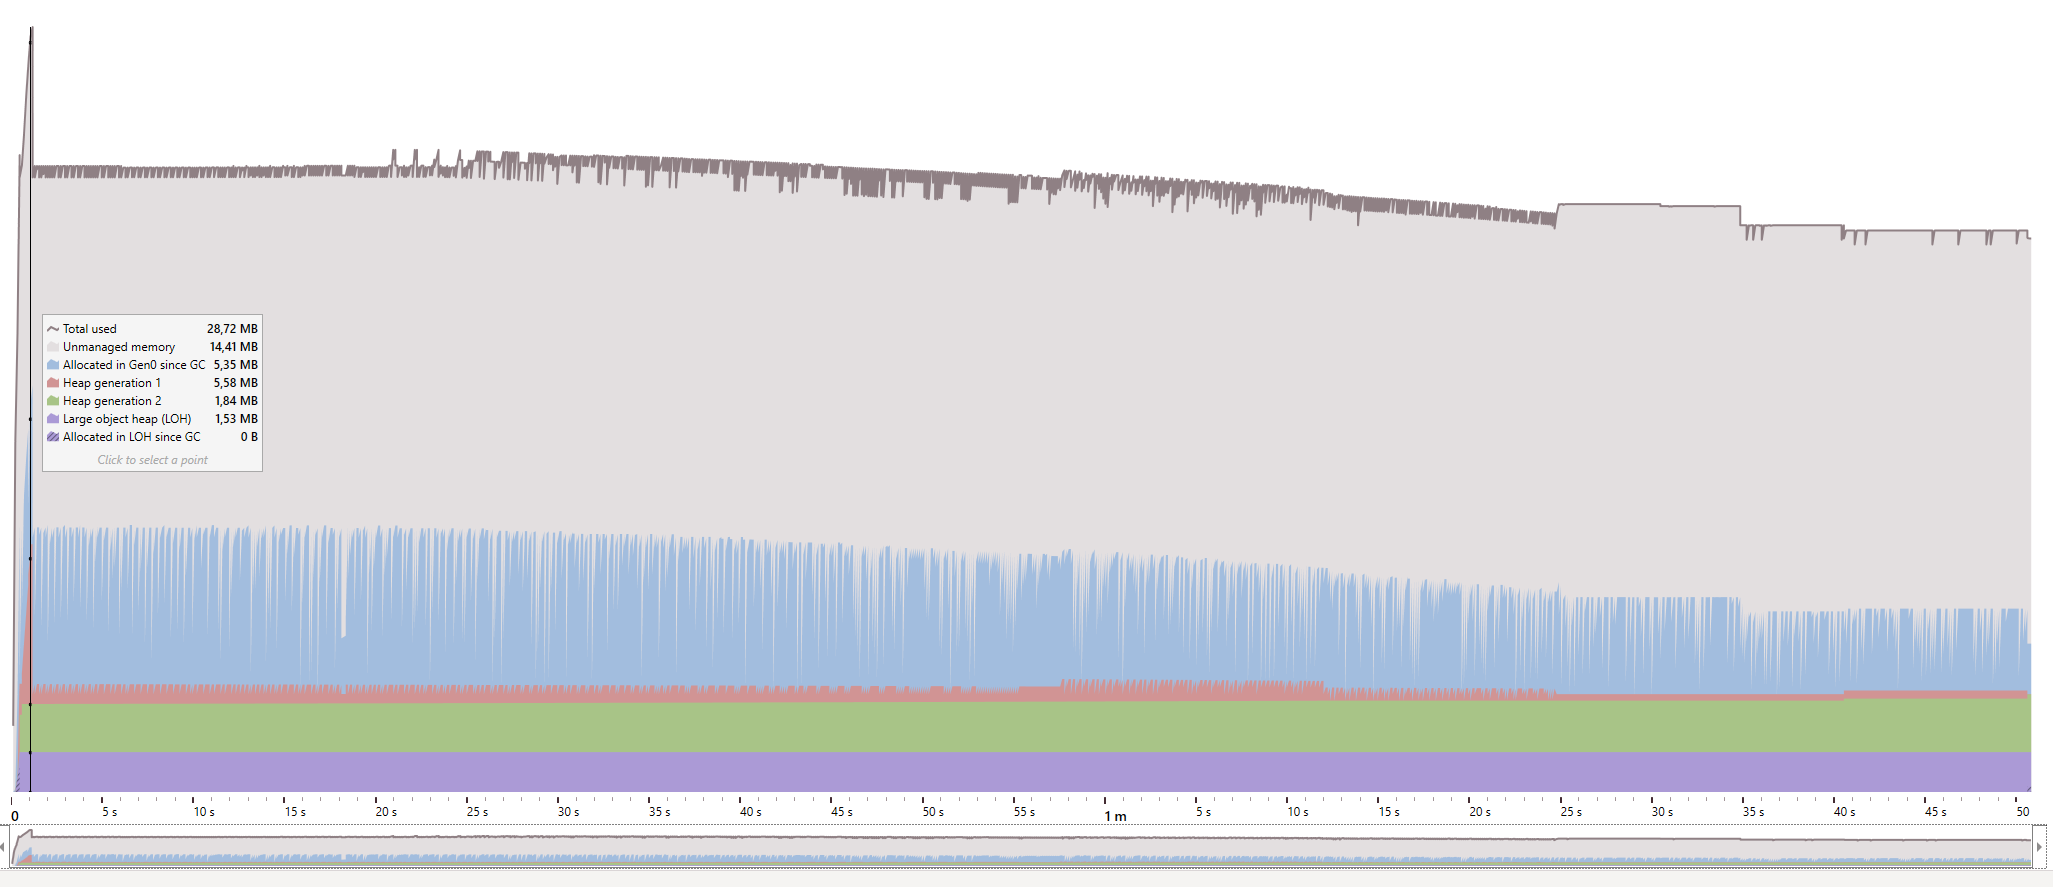 Total used 28,72 MB
Unmanaged memory 14,41 MB
Allocated in Gen0 since GC 5,35 MB
Heap generation 1 5,58 MB
Heap generation 2 1,84 MB
Large object heap (LOH) 1,53 MB
Allocated in LOH since GC 0 B
Click to select a point
0 5 s 10 s 15 s 20 s 25 s 30 s 35 s 40 s 45 s 50 s 55 s 1 m 5 s 10 s 15 s 20 s 25 s 30 s 35 s 40 s 45 s 50